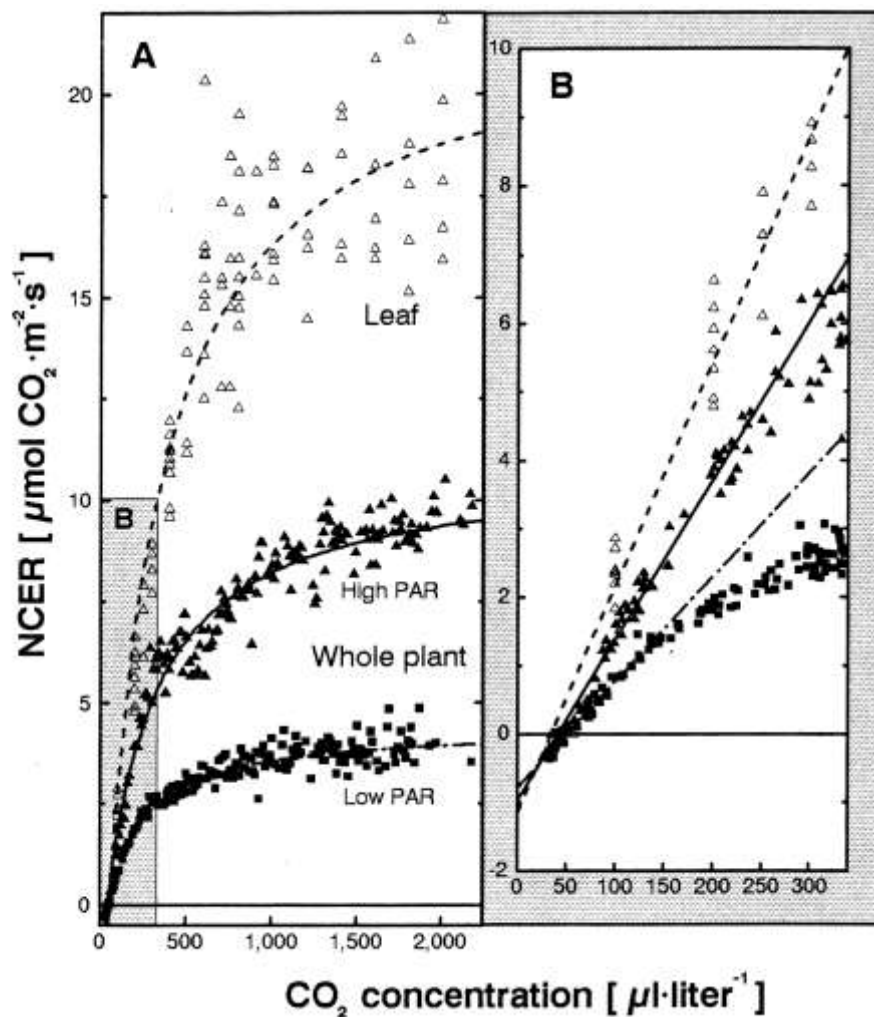 A
B
20
15
10
5
0
NCER [ µmol CO₂·m⁻²·s⁻¹ ]
Leaf
B
High PAR
Whole plant
Low PAR
0 500 1,000 1,500 2,000
10
8
6
4
2
0
-2
0 50 100 150 200 250 300
CO₂ concentration [ µl·liter⁻¹ ]